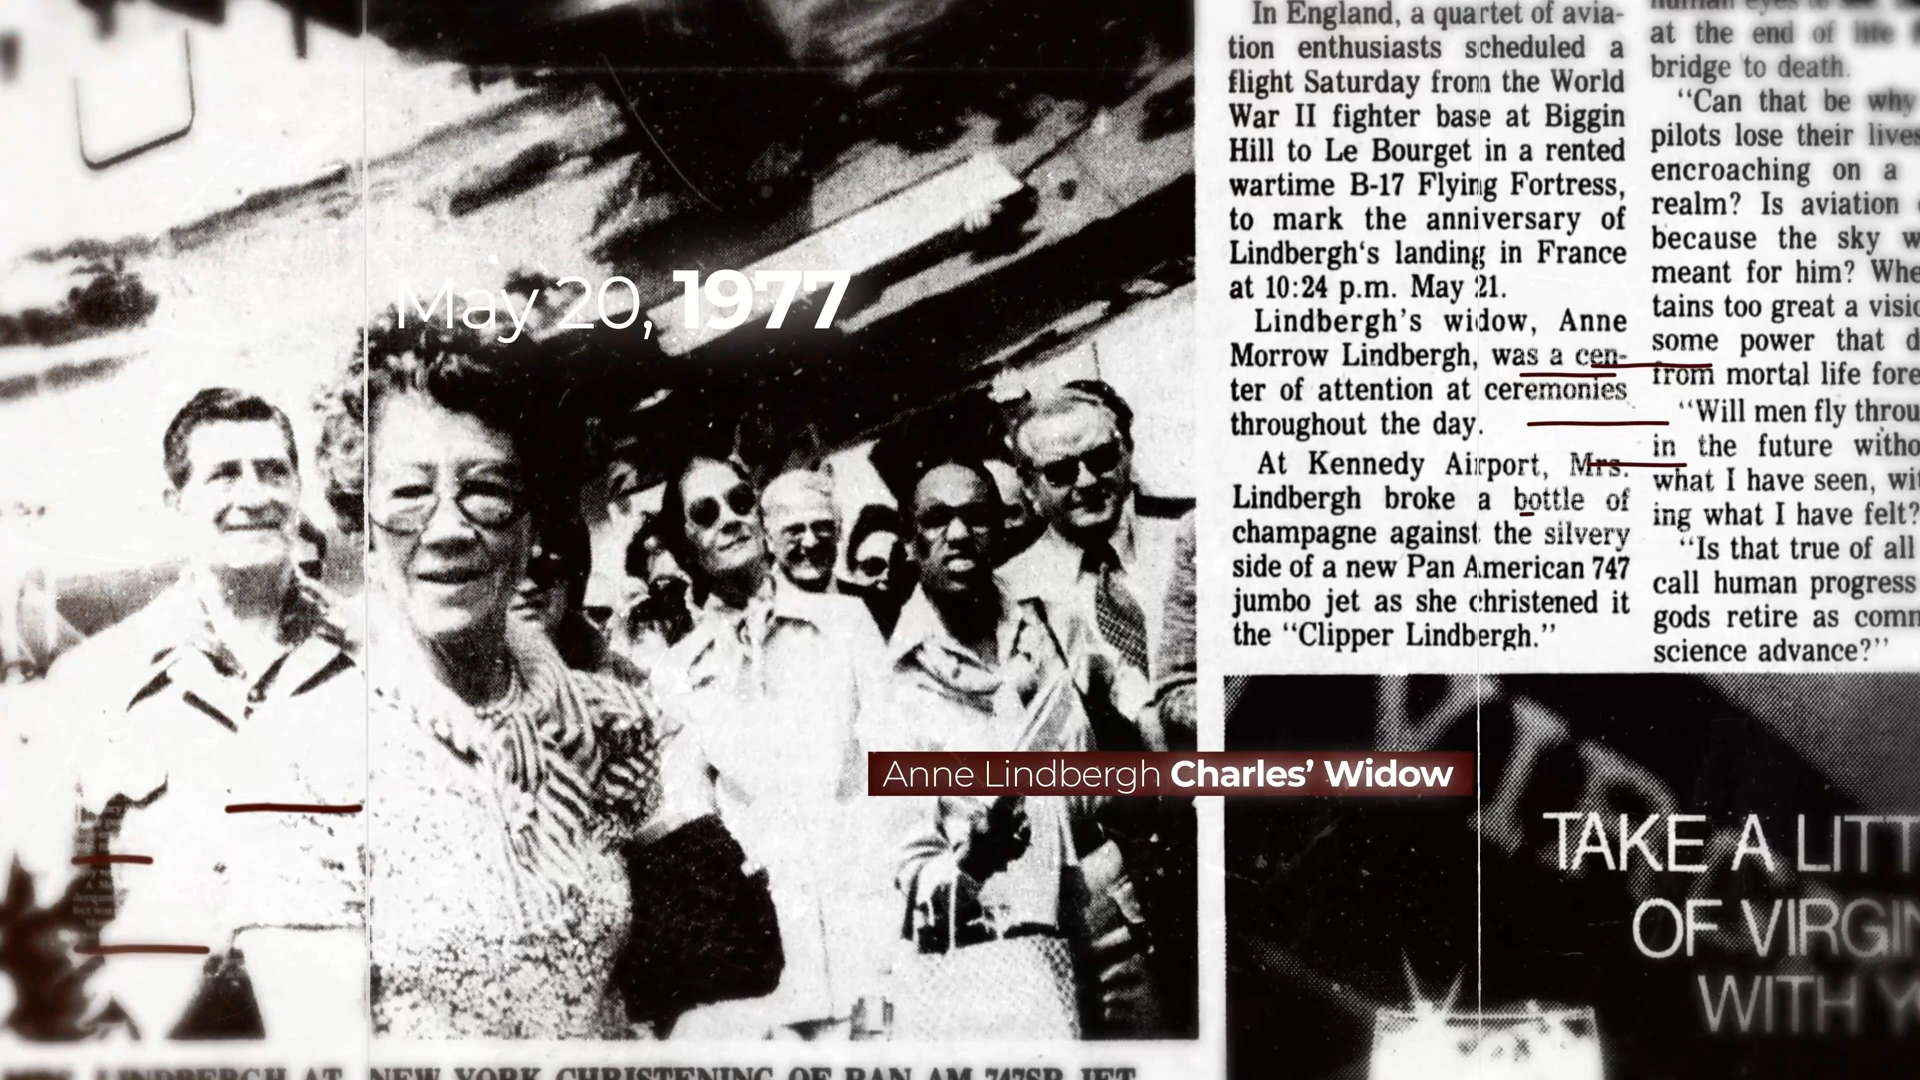 May 20, 1977
Anne Lindbergh Charles’ Widow
LINDBERGH AT NEW YORK CHRISTENING OF PAN AM 747SP JET
In England, a quartet of avia-
tion enthusiasts scheduled a
flight Saturday from the World
War II fighter base at Biggin
Hill to Le Bourget in a rented
wartime B-17 Flying Fortress,
to mark the anniversary of
Lindbergh‘s landing in France
at 10:24 p.m. May 21.
Lindbergh’s widow, Anne
Morrow Lindbergh, was a cen-
ter of attention at ceremonies
throughout the day.
At Kennedy Airport, Mrs.
Lindbergh broke a bottle of
champagne against the silvery
side of a new Pan American 747
jumbo jet as she christened it
the “Clipper Lindbergh.”
human eyes
at the end of life
bridge to death.
“Can that be why
pilots lose their lives
encroaching on a
realm? Is aviation
because the sky
meant for him?
tains too great a
some power that
from mortal life
“Will men fly
in the future
what I have seen,
ing what I have felt?
“Is that true of all
call human progress
gods retire as
science advance?”
TAKE A
OF
WITH